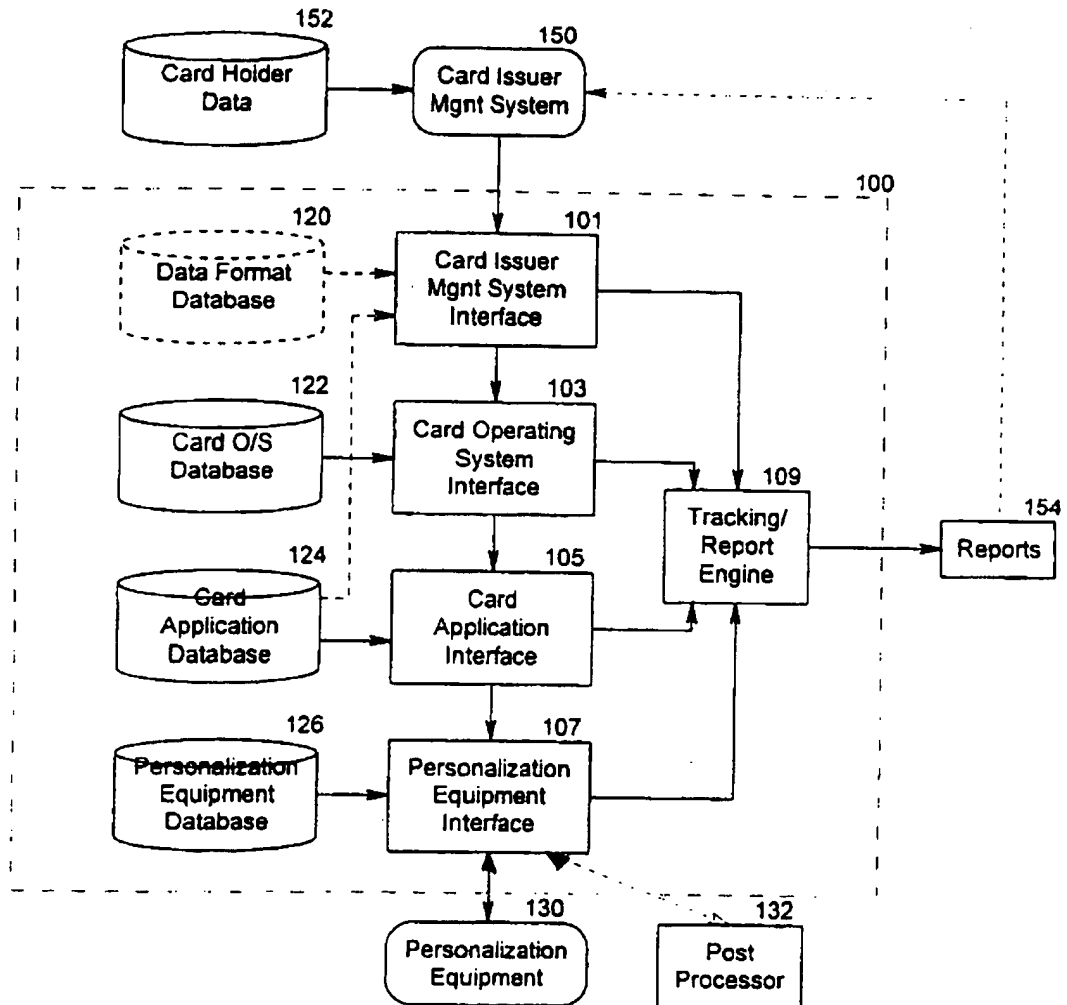 152
Card Holder
Data
150
Card Issuer
Mgnt System
100
120
Data Format
Database
101
Card Issuer
Mgnt System
Interface
122
Card O/S
Database
103
Card Operating
System
Interface
109
Tracking/
Report
Engine
154
Reports
124
Card
Application
Database
105
Card
Application
Interface
126
Personalization
Equipment
Database
107
Personalization
Equipment
Interface
130
Personalization
Equipment
132
Post
Processor